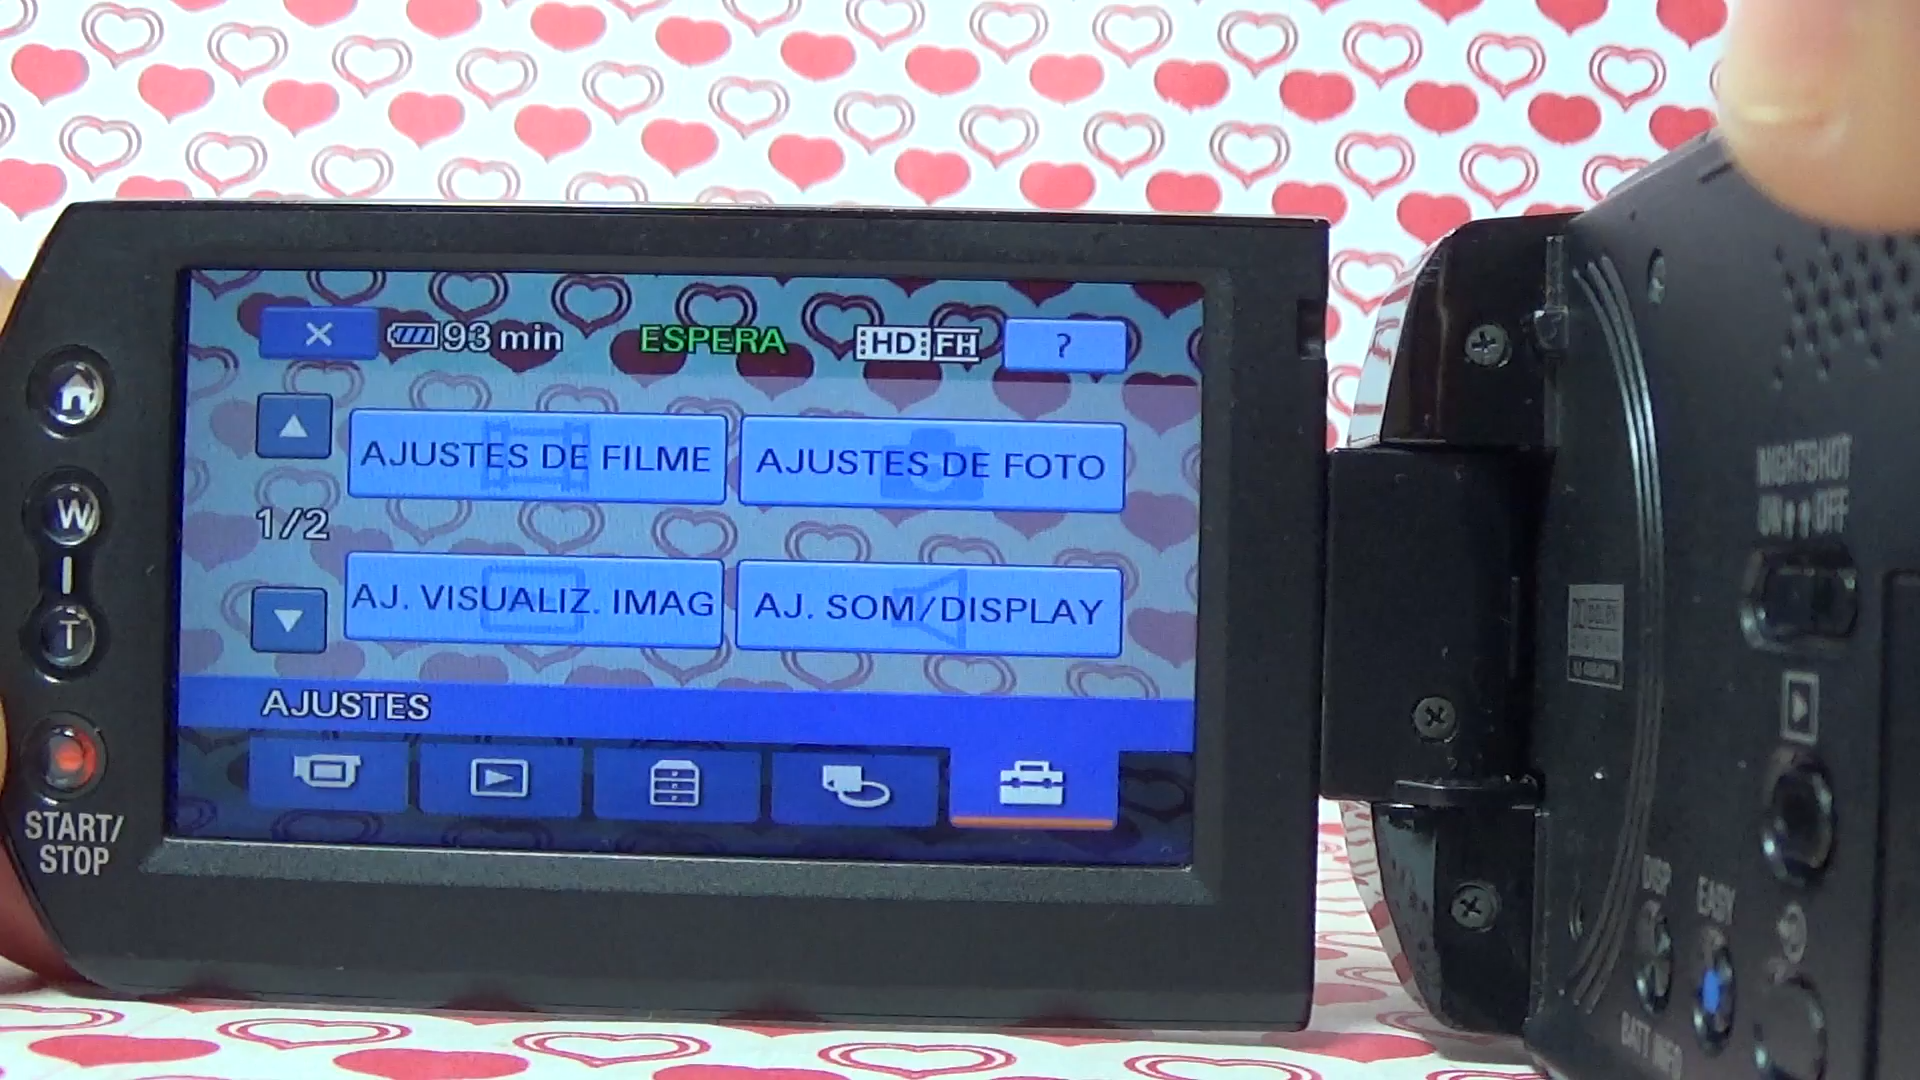 93 min ESPERA HD FH ?
AJUSTES DE FILME
AJUSTES DE FOTO
1/2
AJ. VISUALIZ. IMAG
AJ. SOM/DISPLAY
AJUSTES
W
T
START/
STOP
NIGHTSHOT
ON OFF
DISP
EASY
BATT INFO